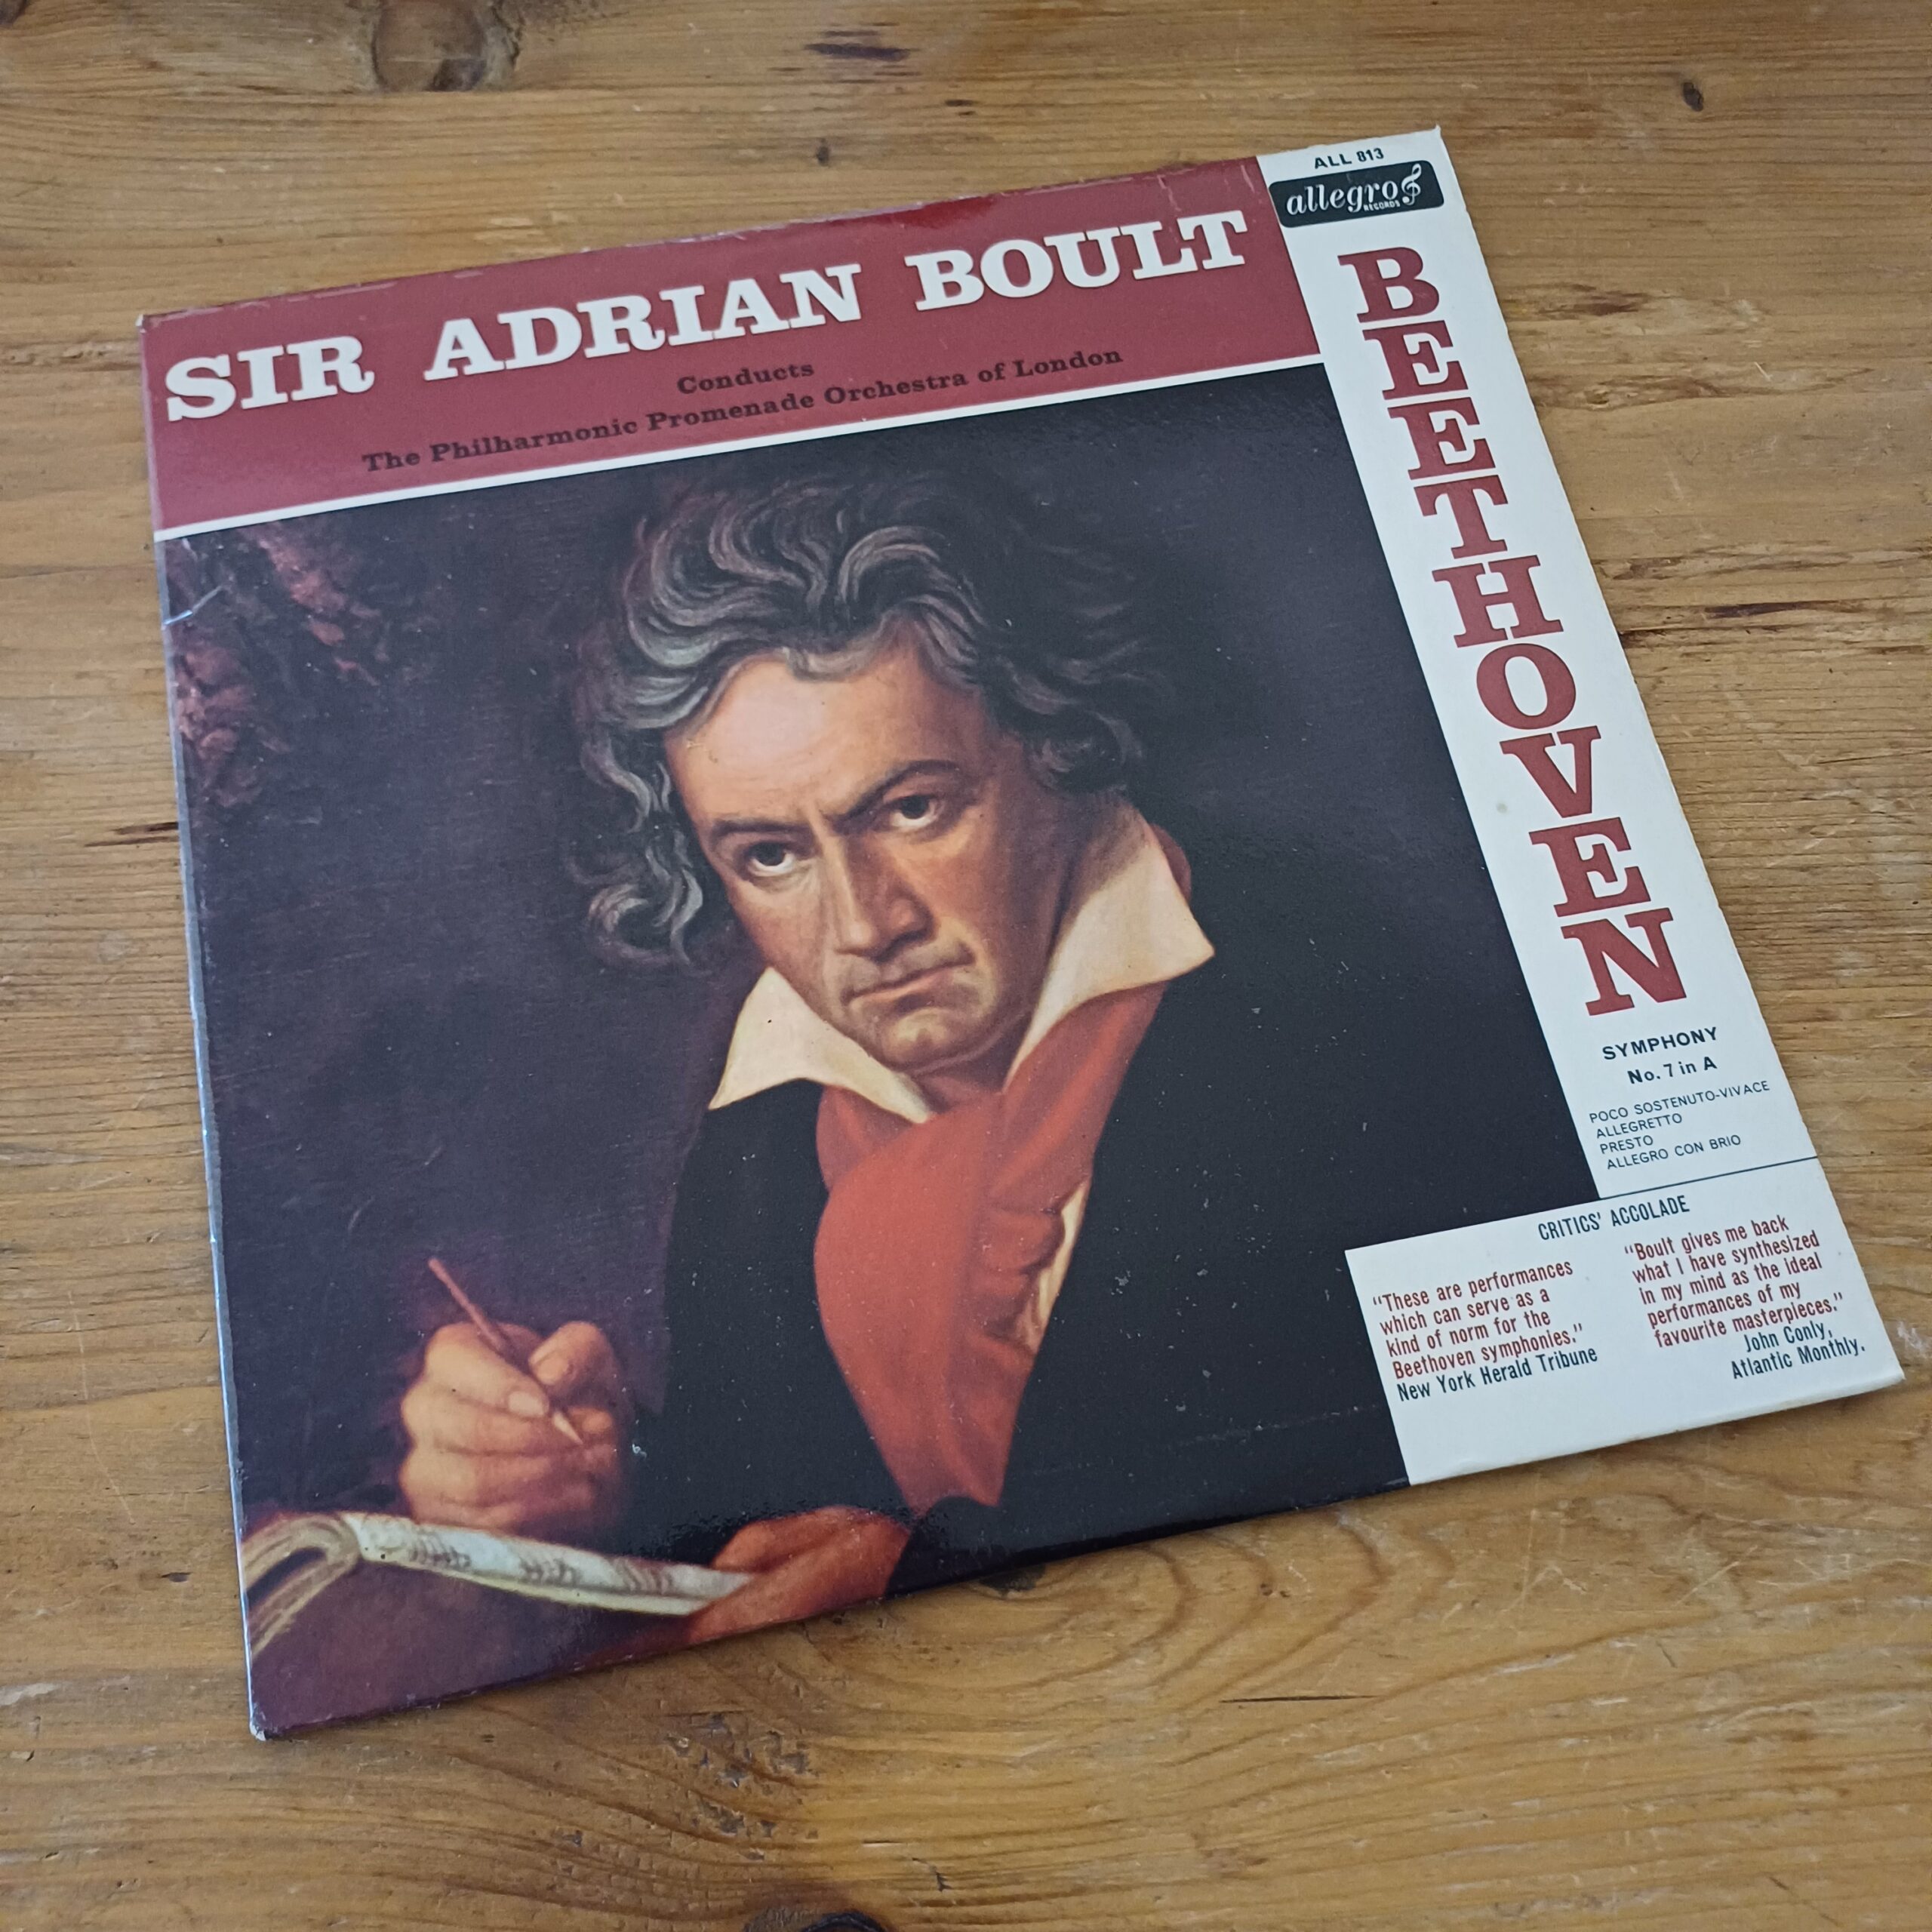 SIR ADRIAN BOULT
Conducts
The Philharmonic Promenade Orchestra of London
ALL 813
allegro
RECORDS
BEETHOVEN
SYMPHONY
No. 7 in A
POCO SOSTENUTO-VIVACE
ALLEGRETTO
PRESTO
ALLEGRO CON BRIO
CRITICS' ACCOLADE
"These are performances
which can serve as a
kind of norm for the
Beethoven symphonies."
New York Herald Tribune
"Boult gives me back
what I have synthesized
in my mind as the ideal
performances of my
favourite masterpieces."
John Conly,
Atlantic Monthly.